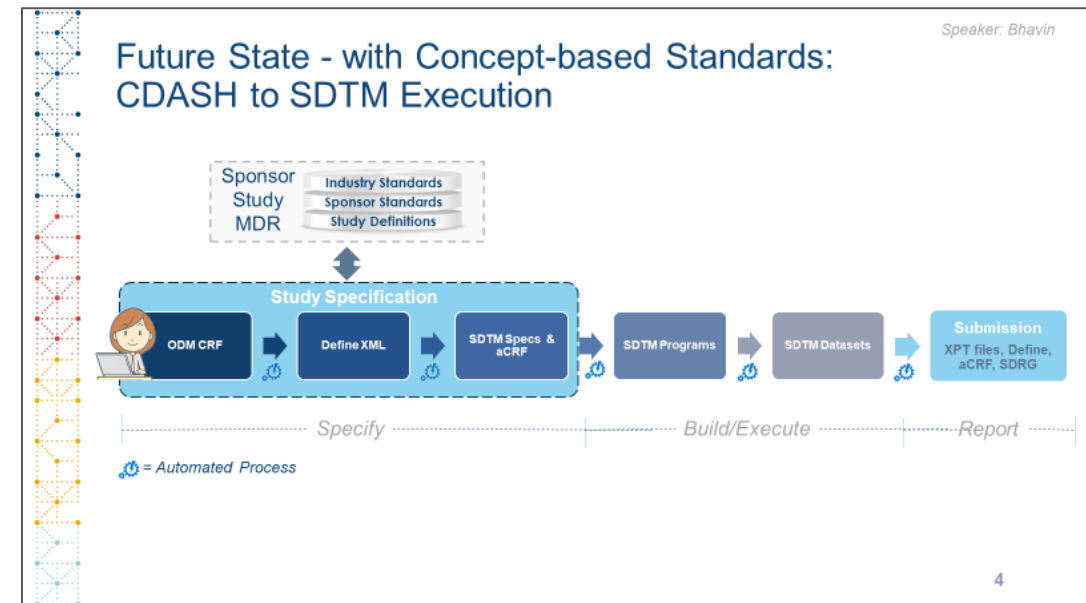 Speaker: Bhavin
Future State - with Concept-based Standards:
CDASH to SDTM Execution
Sponsor
Study
MDR
Industry Standards
Sponsor Standards
Study Definitions
Study Specification
ODM CRF
Define XML
SDTM Specs &
aCRF
SDTM Programs
SDTM Datasets
Submission
XPT files, Define,
aCRF, SDRG
Specify
Build/Execute
Report
= Automated Process
4